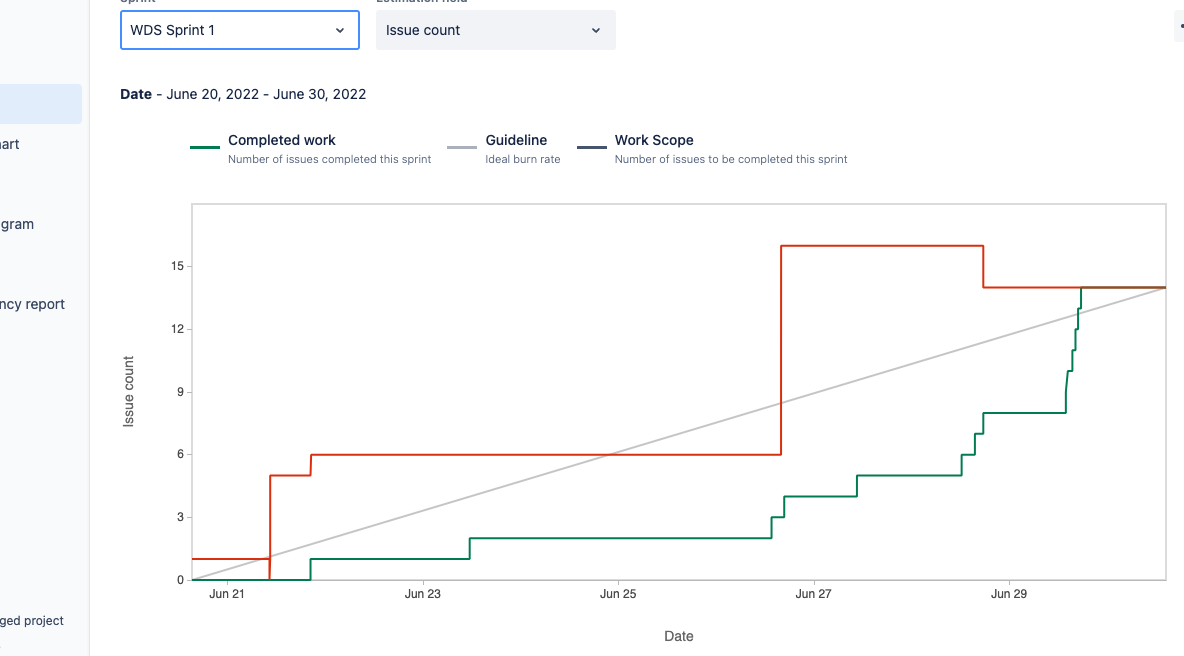 WDS Sprint 1
Issue count
Date - June 20, 2022 - June 30, 2022
Completed work
Number of issues completed this sprint
Guideline
Ideal burn rate
Work Scope
Number of issues to be completed this sprint
art
gram
ncy report
ged project
15
12
9
6
3
0
Issue count
Jun 21
Jun 23
Jun 25
Jun 27
Jun 29
Date